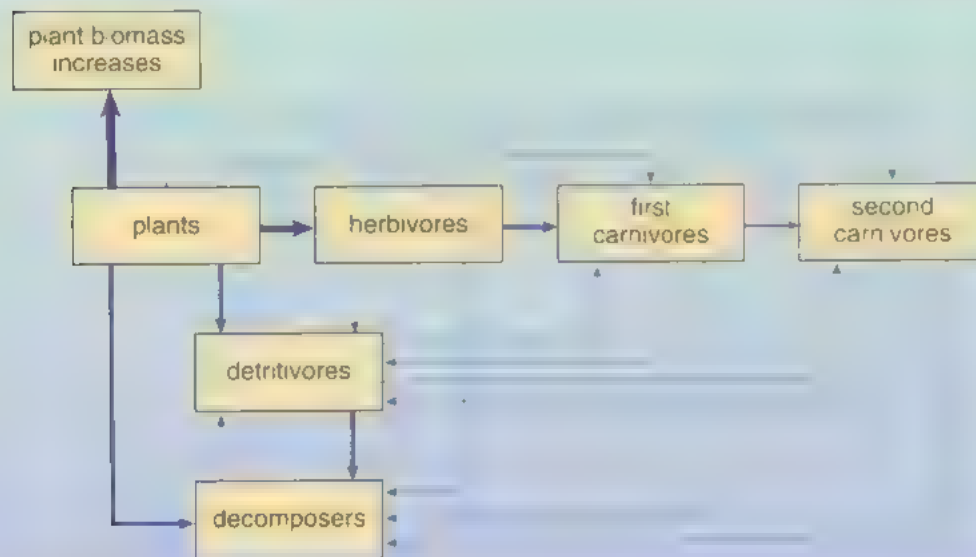 plant biomass
increases
plants
herbivores
first
carnivores
second
carnivores
detritivores
decomposers